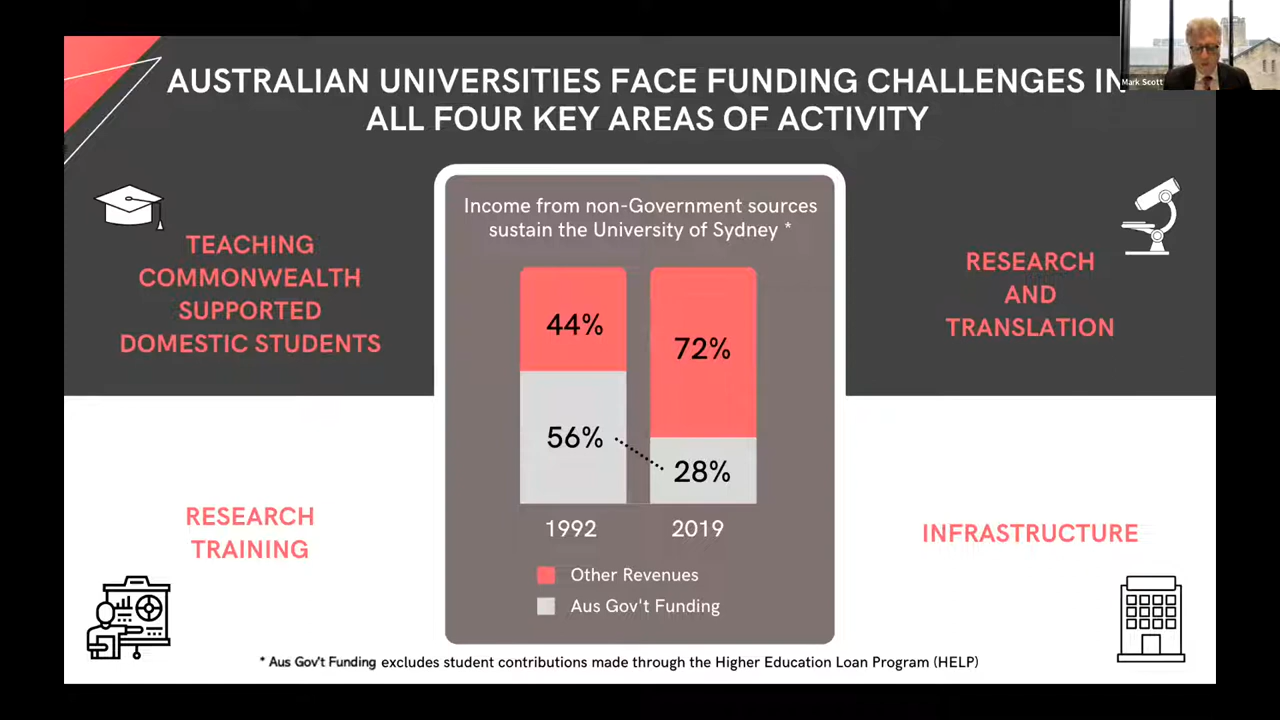 AUSTRALIAN UNIVERSITIES FACE FUNDING CHALLENGES IN
ALL FOUR KEY AREAS OF ACTIVITY
Mark Scott
TEACHING
COMMONWEALTH
SUPPORTED
DOMESTIC STUDENTS
Income from non-Government sources
sustain the University of Sydney *
44%
72%
56%
28%
1992
2019
Other Revenues
Aus Gov't Funding
RESEARCH
AND
TRANSLATION
RESEARCH
TRAINING
INFRASTRUCTURE
* Aus Gov't Funding excludes student contributions made through the Higher Education Loan Program (HELP)